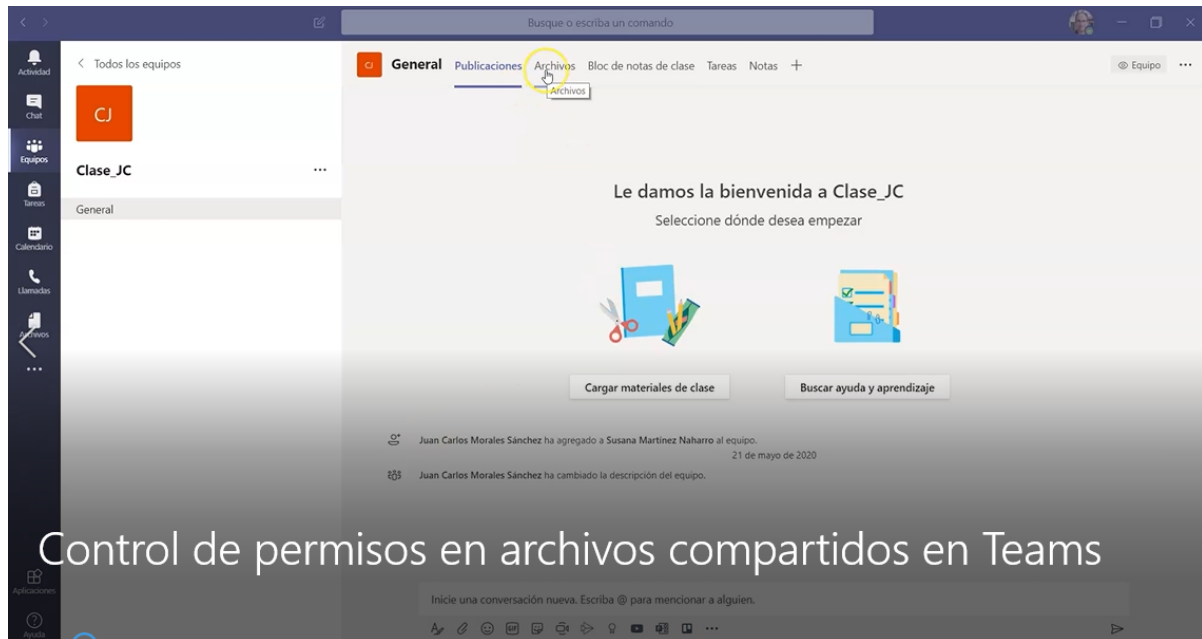 Busque o escriba un comando
Actividad
Chat
Equipos
Tareas
Calendario
Llamadas
Archivos
Aplicaciones
Ayuda
Todos los equipos
CJ
Clase_JC
General
CJ
General Publicaciones Archivos Bloc de notas de clase Tareas Notas
Equipo
Archivos
Le damos la bienvenida a Clase_JC
Seleccione dónde desea empezar
Cargar materiales de clase
Buscar ayuda y aprendizaje
Juan Carlos Morales Sánchez ha agregado a Susana Martínez Naharro al equipo.
21 de mayo de 2020
Juan Carlos Morales Sánchez ha cambiado la descripción del equipo.
Control de permisos en archivos compartidos en Teams
Inicie una conversación nueva. Escriba @ para mencionar a alguien.
GIF